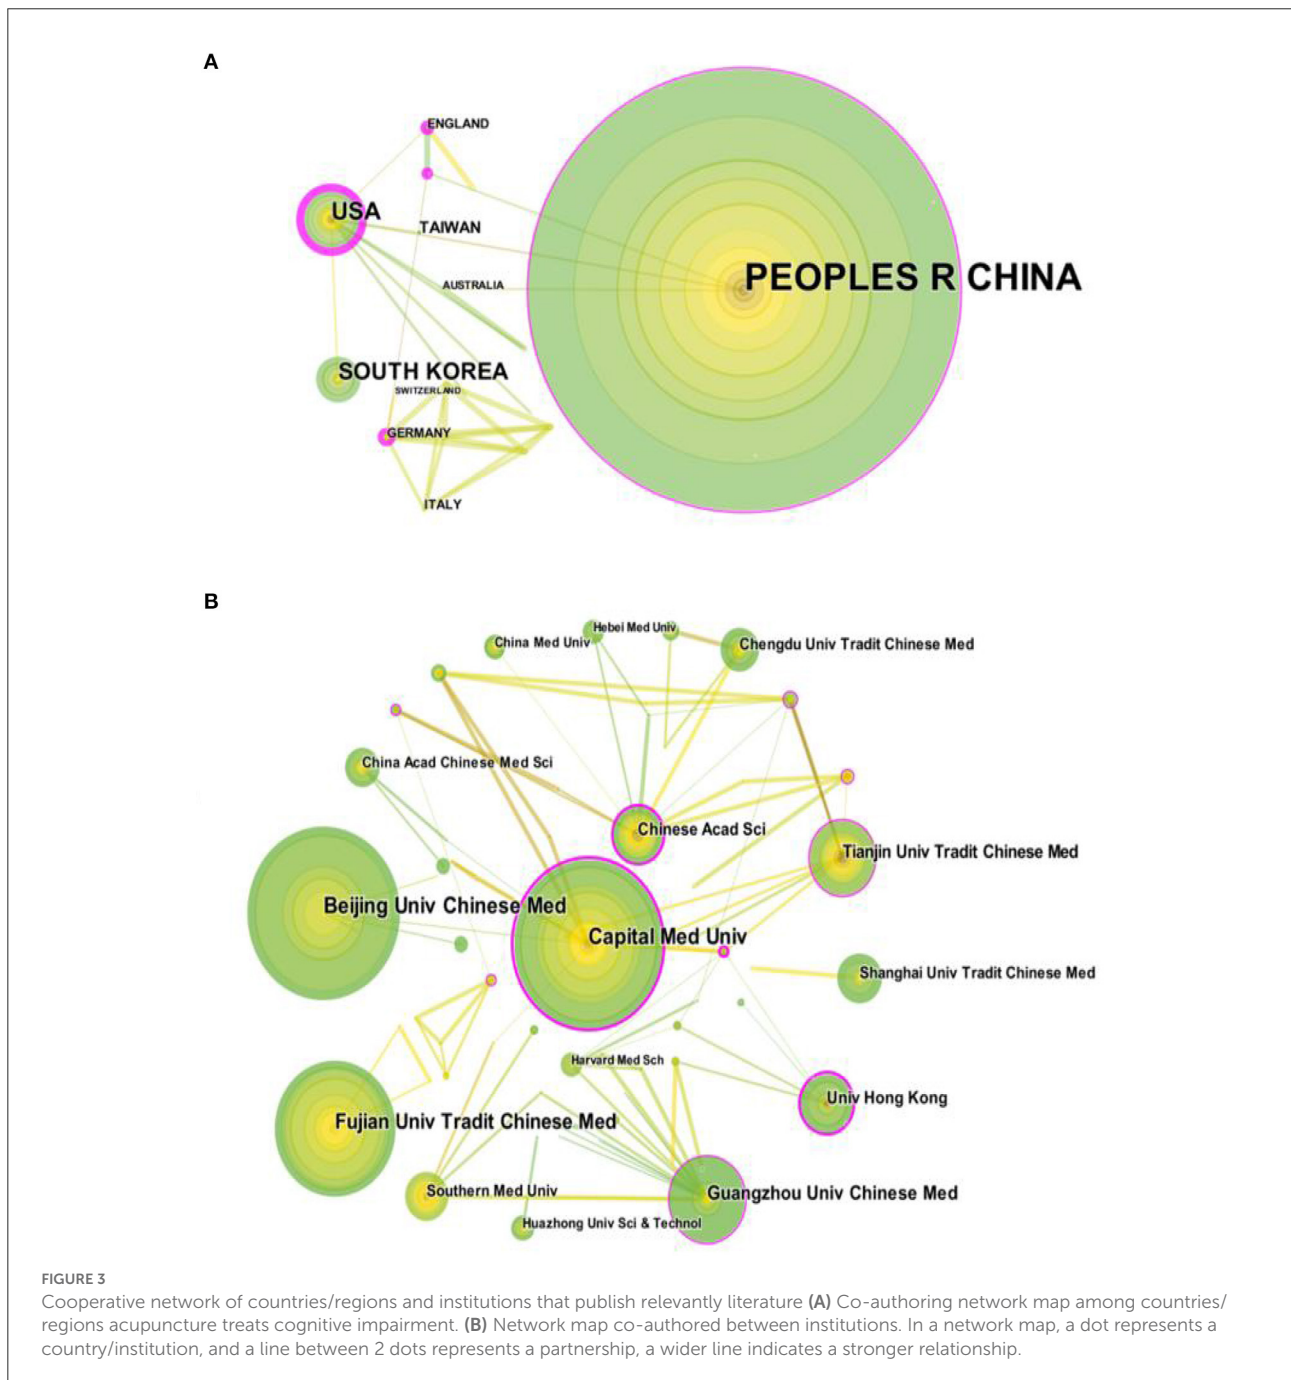 A
ENGLAND
USA
TAIWAN
PEOPLES R CHINA
AUSTRALIA
SOUTH KOREA
SWITZERLAND
GERMANY
ITALY
B
Hebei Med Univ
China Med Univ
Chengdu Univ Tradit Chinese Med
China Acad Chinese Med Sci
Chinese Acad Sci
Tianjin Univ Tradit Chinese Med
Beijing Univ Chinese Med
Capital Med Univ
Shanghai Univ Tradit Chinese Med
Harvard Med Sch
Univ Hong Kong
Fujian Univ Tradit Chinese Med
Southern Med Univ
Guangzhou Univ Chinese Med
Huazhong Univ Sci & Technol
FIGURE 3
Cooperative network of countries/regions and institutions that publish relevantly literature (A) Co-authoring network map among countries/
regions acupuncture treats cognitive impairment. (B) Network map co-authored between institutions. In a network map, a dot represents a
country/institution, and a line between 2 dots represents a partnership, a wider line indicates a stronger relationship.